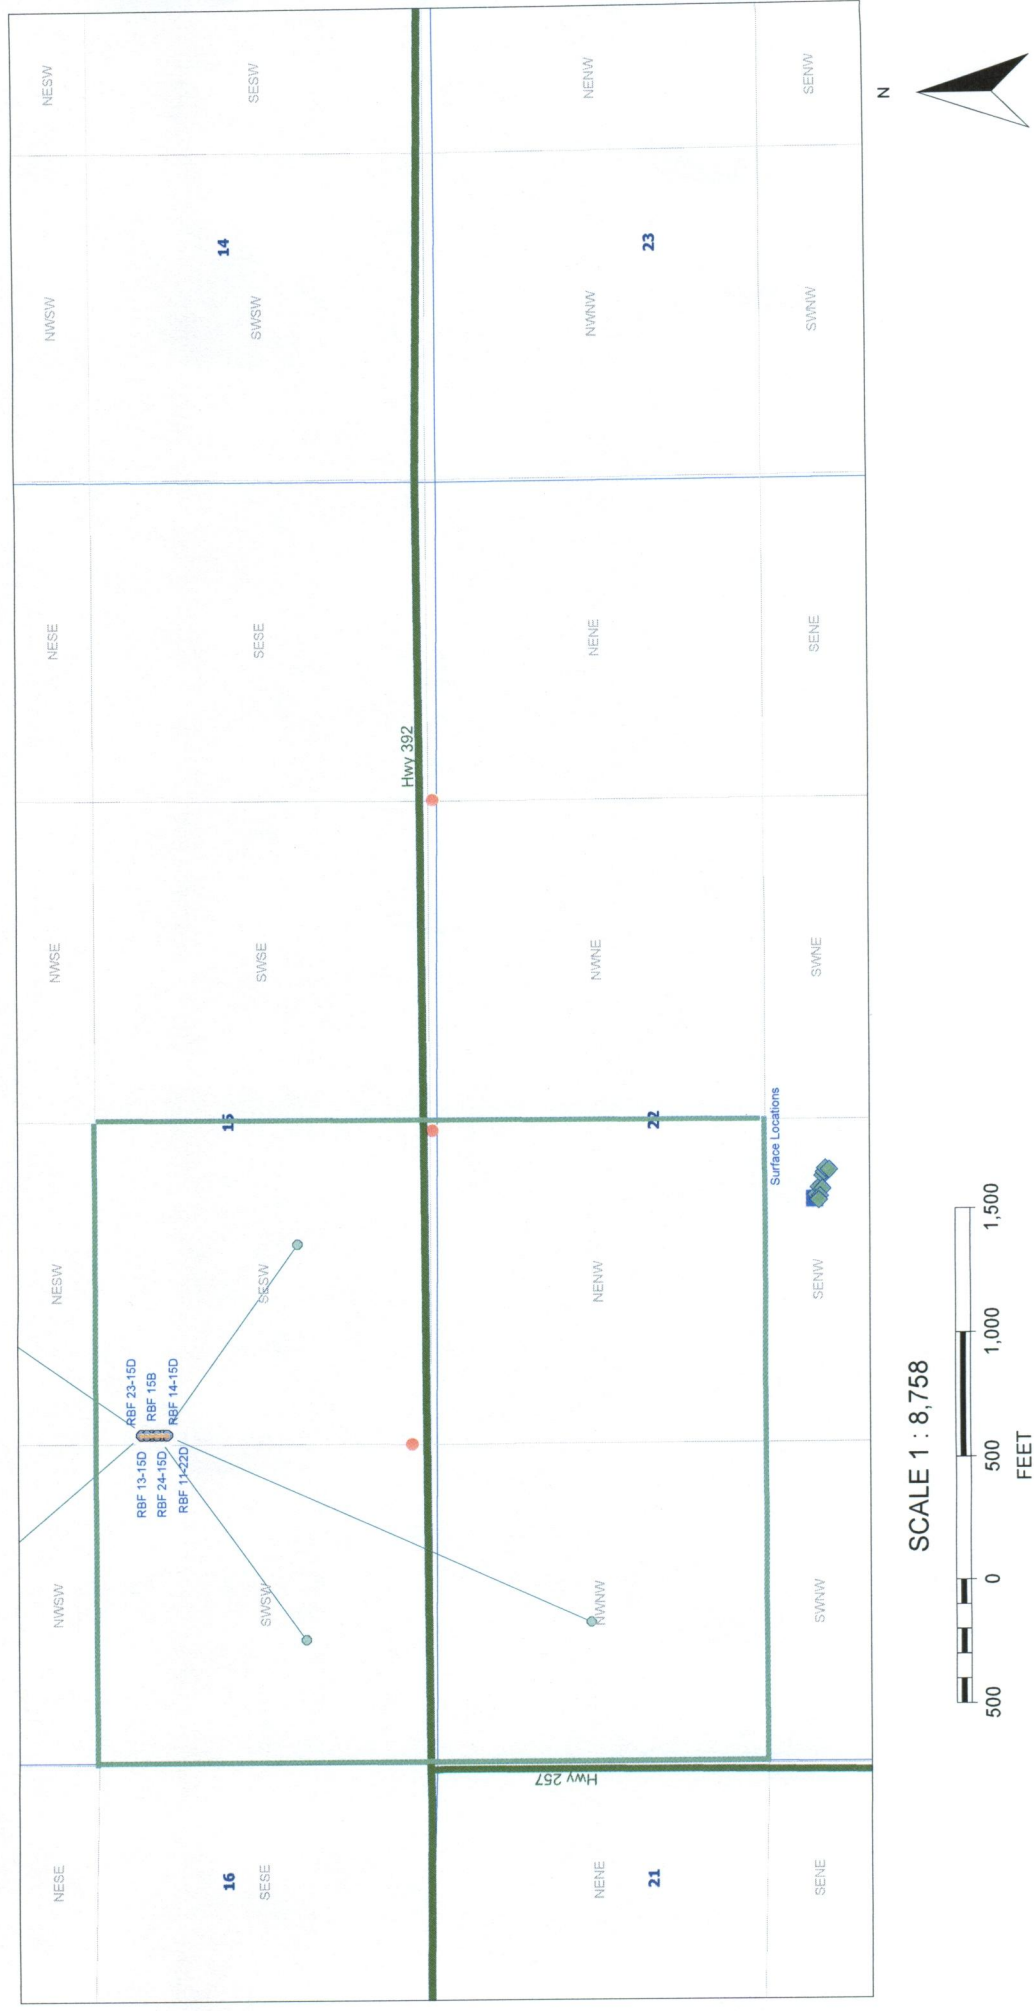 NESE NWSW NESW NWSE NESE NWSW NESW
RBF 13-15D RBF 23-15D
RBF 24-15D RBF 15B
RBF 11-22D RBF 14-15D
16 15 14
SESE SWSW SESW SWSE SESE SWSW SESW
Hwy 392
Hwy 257
NENE NWNW NENW NWNE NENE NWNW NENW
21 22 23
Surface Locations
SENE SWNW SENW SWNE SENE SWNW SENW
N
SCALE 1 : 8,758
500 0 500 1,000 1,500
FEET